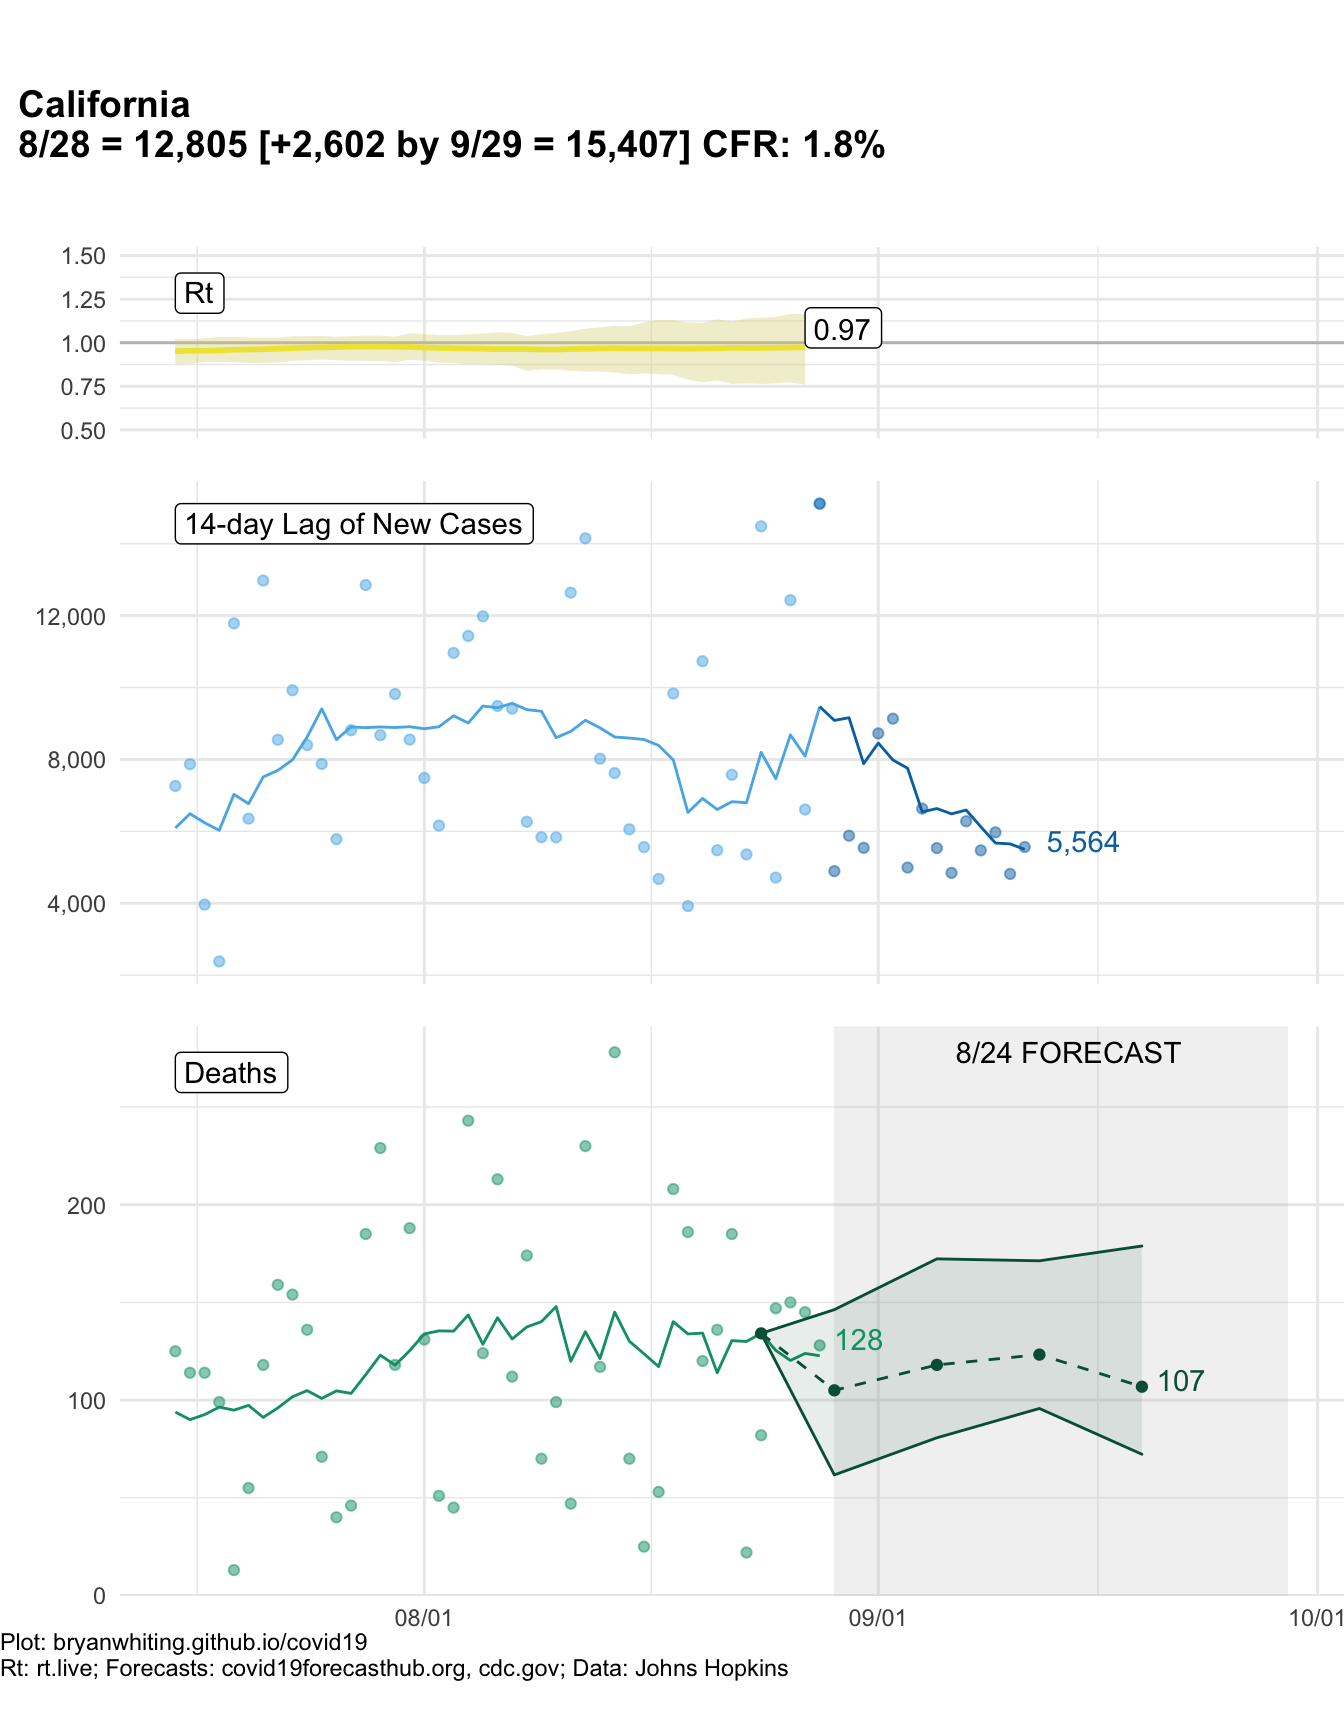 California
8/28 = 12,805 [+2,602 by 9/29 = 15,407] CFR: 1.8%
1.50
1.25
1.00
0.75
0.50
Rt
0.97
14-day Lag of New Cases
12,000
8,000
4,000
5,564
Deaths
8/24 FORECAST
200
100
0
128
107
08/01
09/01
10/01
Plot: bryanwhiting.github.io/covid19
Rt: rt.live; Forecasts: covid19forecasthub.org, cdc.gov; Data: Johns Hopkins